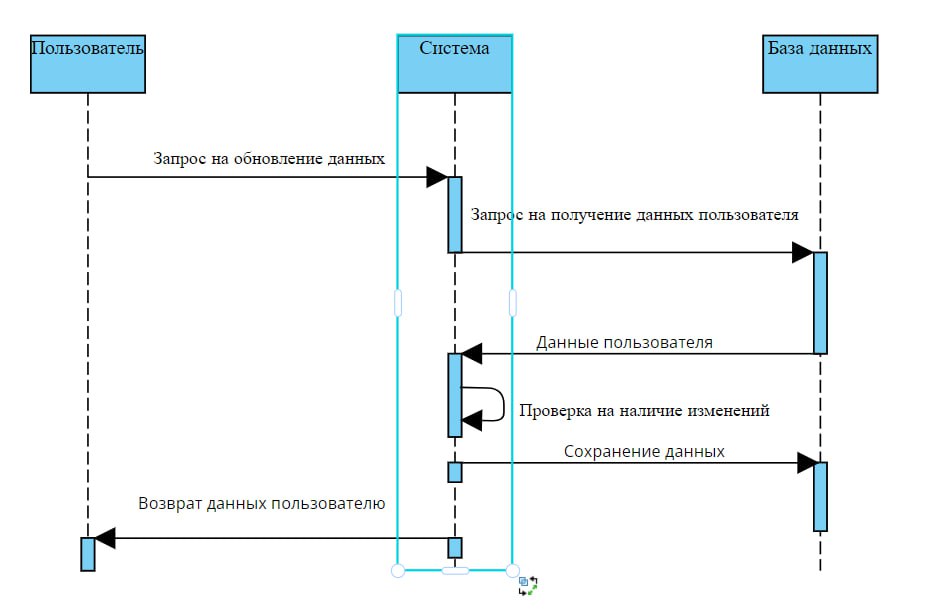 Пользователь
Система
База данных
Запрос на обновление данных
Запрос на получение данных пользователя
Данные пользователя
Проверка на наличие изменений
Сохранение данных
Возврат данных пользователю